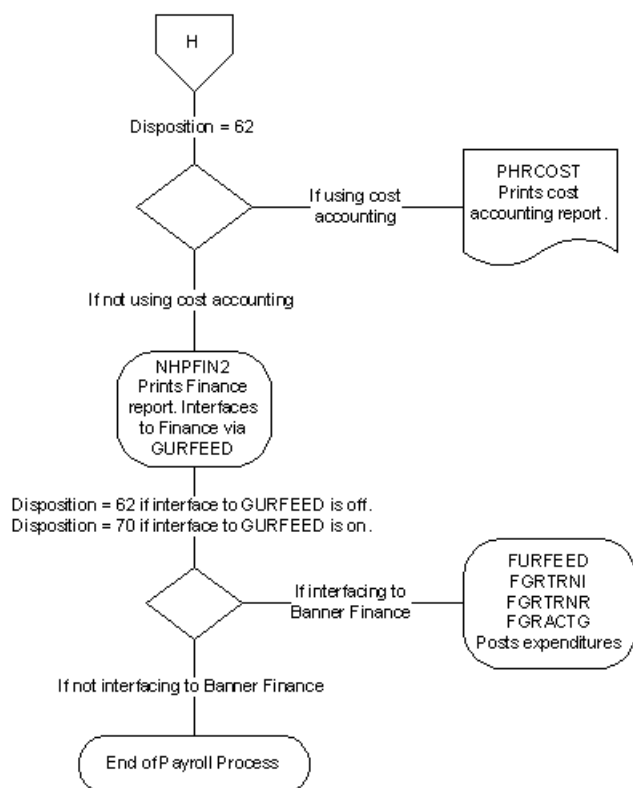 H
Disposition = 62
If using cost
accounting
PHRCOST
Prints cost
accounting report.
If not using cost accounting
NHPFIN2
Prints Finance
report. Interfaces
to Finance via
GURFEED
Disposition = 62 if interface to GURFEED is off.
Disposition = 70 if interface to GURFEED is on.
If interfacing to
Banner Finance
FURFEED
FGRTRNI
FGRTRNR
FGRACTG
Posts expenditures
If not interfacing to Banner Finance
End of Payroll Process